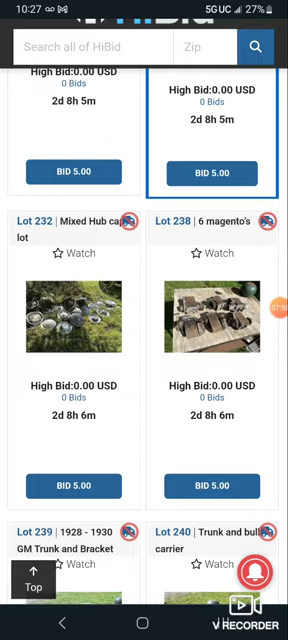 10:27
5GUC 27%
HiBid
Search all of HiBid Zip
High Bid:0.00 USD
0 Bids
2d 8h 5m
BID 5.00
High Bid:0.00 USD
0 Bids
2d 8h 5m
BID 5.00
Lot 232 | Mixed Hub cap
lot
Watch
High Bid:0.00 USD
0 Bids
2d 8h 6m
BID 5.00
Lot 238 | 6 magento's
Watch
High Bid:0.00 USD
0 Bids
2d 8h 6m
BID 5.00
Lot 239 | 1928 - 1930
GM Trunk and Bracket
Watch
Lot 240 | Trunk and
carrier
Watch
Top
V RECORDER